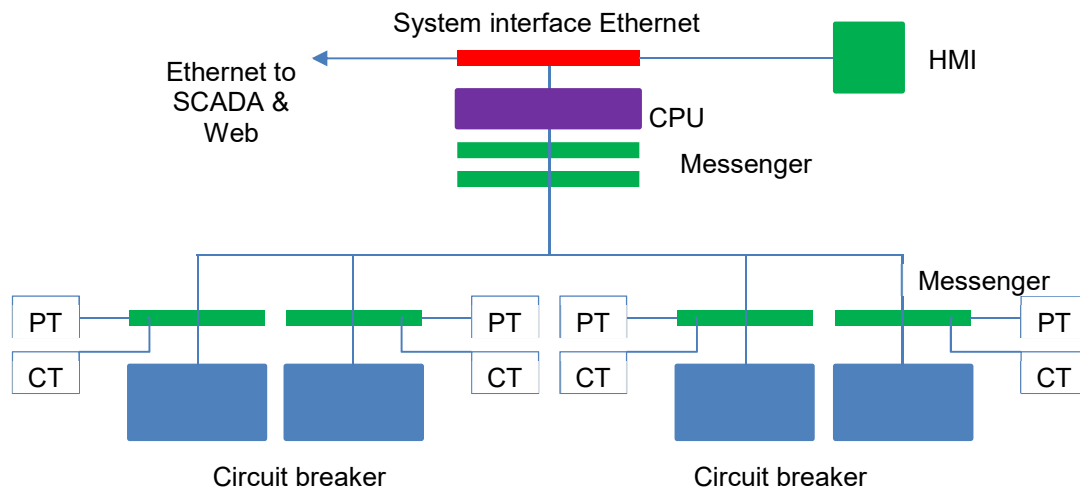 System interface Ethernet
Ethernet to
SCADA &
Web
HMI
CPU
Messenger
Messenger
PT
PT
PT
PT
CT
CT
CT
CT
Circuit breaker
Circuit breaker